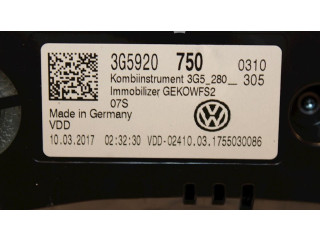 3G5920 750 0310
Kombiinstrument 3G5_280__ 305
Immobilizer GEKOWFS2
07S
Made in Germany
VDD
10.03.2017 02:32:30 VDD-02410.03.1755030086